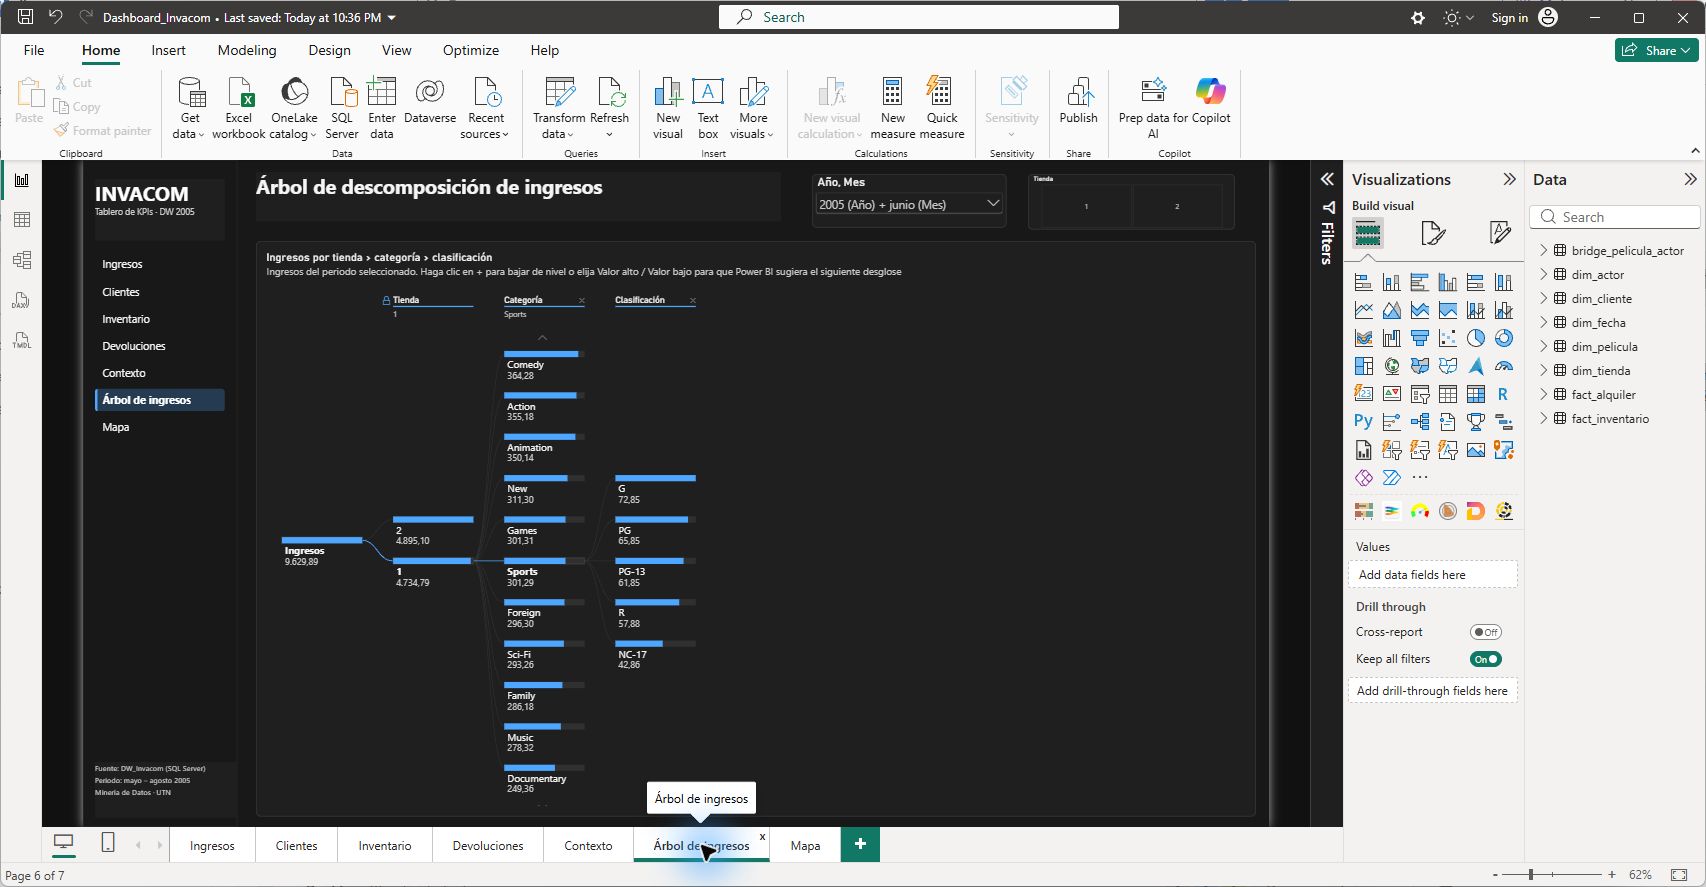 Dashboard_Invacom • Last saved: Today at 10:36 PM
Search
Sign in
File
Home
Insert
Modeling
Design
View
Optimize
Help
Share
Paste
Cut
Copy
Format painter
Clipboard
Get data
Excel workbook
OneLake catalog
SQL Server
Enter data
Dataverse
Recent sources
Data
Transform data
Refresh
Queries
New visual
Text box
More visuals
Insert
New visual calculation
New measure
Quick measure
Calculations
Sensitivity
Sensitivity
Publish
Share
Prep data for AI
Copilot
Copilot
INVACOM
Tablero de KPIs · DW 2005
Ingresos
Clientes
Inventario
Devoluciones
Contexto
Árbol de ingresos
Mapa
Fuente: DW_Invacom (SQL Server)
Periodo: mayo – agosto 2005
Minería de Datos · UTN
Árbol de descomposición de ingresos
Año, Mes
2005 (Año) + junio (Mes)
Tienda
1
2
Ingresos por tienda › categoría › clasificación
Ingresos del periodo seleccionado. Haga clic en + para bajar de nivel o elija Valor alto / Valor bajo para que Power BI sugiera el siguiente desglose
Tienda
1
Categoría
Sports
Clasificación
Ingresos
9.629,89
2
4.895,10
1
4.734,79
Comedy
364,28
Action
355,18
Animation
350,14
New
311,30
Games
301,31
Sports
301,29
Foreign
296,30
Sci-Fi
293,26
Family
286,18
Music
278,32
Documentary
249,36
G
72,85
PG
65,85
PG-13
61,85
R
57,88
NC-17
42,86
Árbol de ingresos
Filters
Visualizations
Build visual
Values
Add data fields here
Drill through
Cross-report
Off
Keep all filters
On
Add drill-through fields here
Data
Search
bridge_pelicula_actor
dim_actor
dim_cliente
dim_fecha
dim_pelicula
dim_tienda
fact_alquiler
fact_inventario
DAX
TMDL
R
Py
123
Ingresos
Clientes
Inventario
Devoluciones
Contexto
Árbol de ingresos
x
Mapa
+
Page 6 of 7
- + 62%